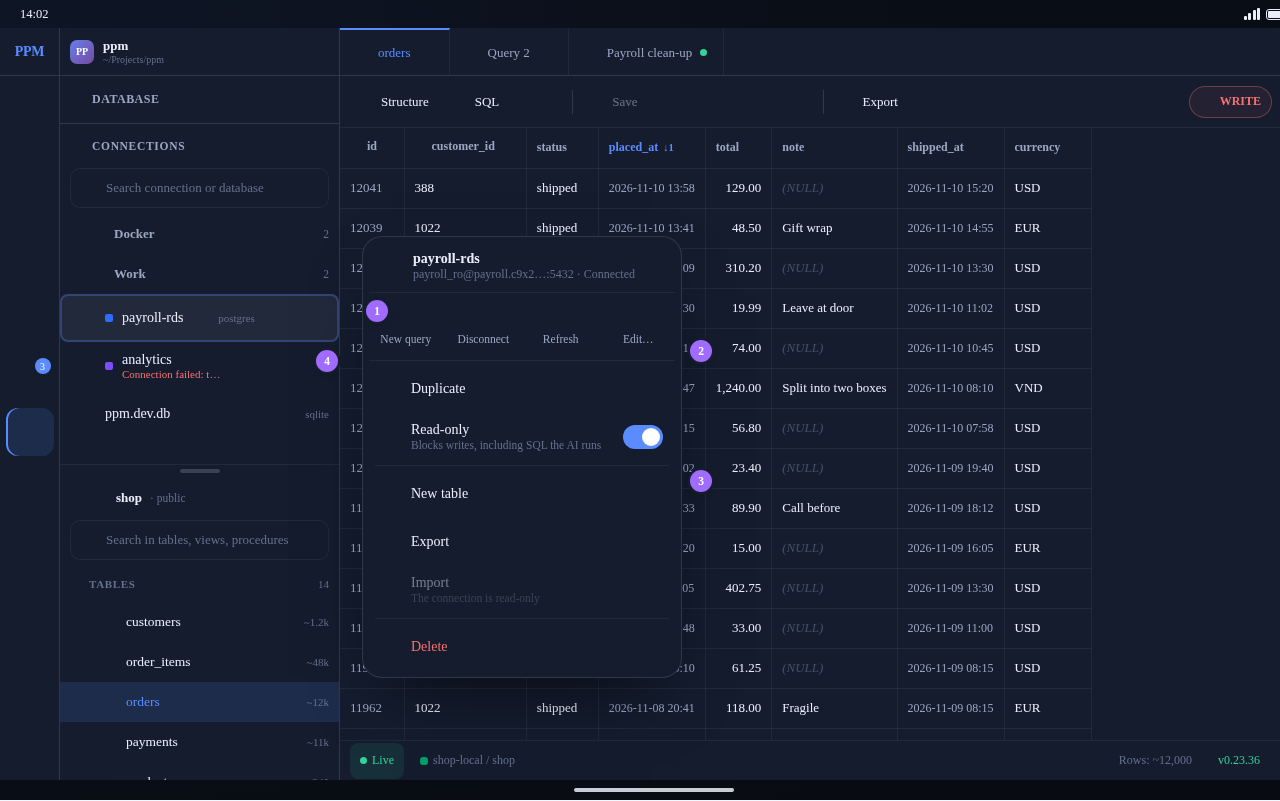 14:02
PPM
PP
ppm
~/Projects/ppm
orders
Query 2
Payroll clean-up
DATABASE
Structure
SQL
Save
Export
WRITE
CONNECTIONS
Search connection or database
Docker 2
Work 2
payroll-rds postgres
analytics
Connection failed: t…
4
3
ppm.dev.db sqlite
shop · public
Search in tables, views, procedures
TABLES 14
customers ~1.2k
order_items ~48k
orders ~12k
payments ~11k
id customer_id status placed_at ↓1 total note shipped_at currency
12041 388 shipped 2026-11-10 13:58 129.00 (NULL) 2026-11-10 15:20 USD
12039 1022 shipped 2026-11-10 13:41 48.50 Gift wrap 2026-11-10 14:55 EUR
09 310.20 (NULL) 2026-11-10 13:30 USD
30 19.99 Leave at door 2026-11-10 11:02 USD
74.00 (NULL) 2026-11-10 10:45 USD
47 1,240.00 Split into two boxes 2026-11-10 08:10 VND
15 56.80 (NULL) 2026-11-10 07:58 USD
02 23.40 (NULL) 2026-11-09 19:40 USD
33 89.90 Call before 2026-11-09 18:12 USD
20 15.00 (NULL) 2026-11-09 16:05 EUR
05 402.75 (NULL) 2026-11-09 13:30 USD
48 33.00 (NULL) 2026-11-09 11:00 USD
:10 61.25 (NULL) 2026-11-09 08:15 USD
11962 1022 shipped 2026-11-08 20:41 118.00 Fragile 2026-11-09 08:15 EUR
payroll-rds
payroll_ro@payroll.c9x2…:5432 · Connected
1
New query Disconnect Refresh Edit…
2
Duplicate
Read-only
Blocks writes, including SQL the AI runs
3
New table
Export
Import
The connection is read-only
Delete
Live
shop-local / shop
Rows: ~12,000
v0.23.36